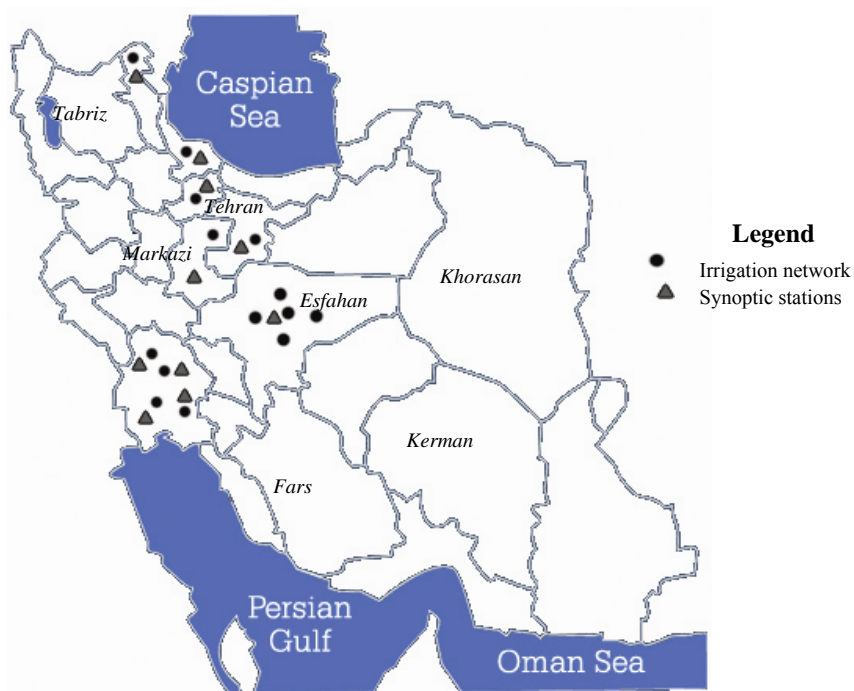 Caspian
Sea
Tabriz
Tehran
Markazi
Esfahan
Khorasan
Kerman
Fars
Persian
Gulf
Oman Sea
Legend
Irrigation network
Synoptic stations